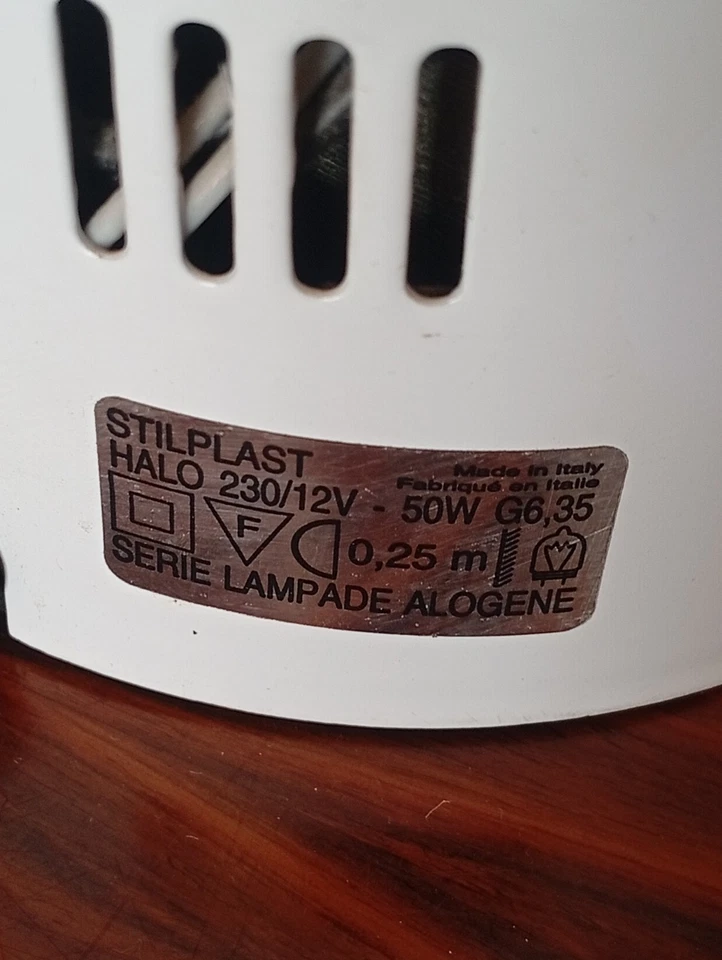 STILPLAST
Made in Italy
Fabriqué en Italie
HALO 230/12V - 50W G6,35
F 0,25 m
SERIE LAMPADE ALOGENE